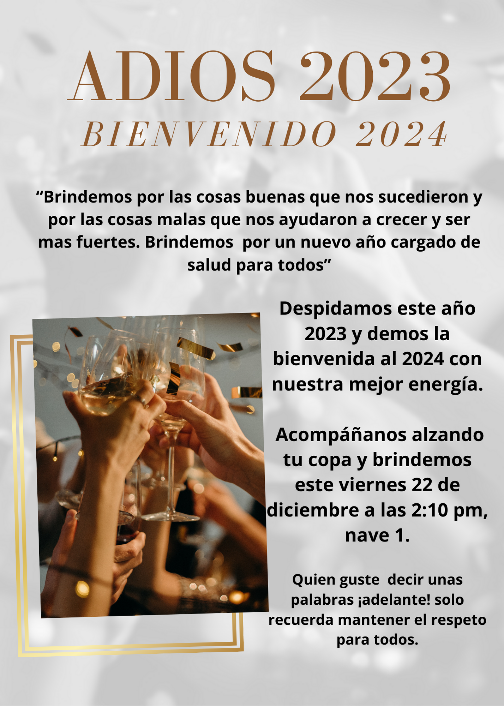 ADIOS 2023
BIENVENIDO 2024
“Brindemos por las cosas buenas que nos sucedieron y
por las cosas malas que nos ayudaron a crecer y ser
mas fuertes. Brindemos  por un nuevo año cargado de
salud para todos”
Despidamos este año
2023 y demos la
bienvenida al 2024 con
nuestra mejor energía.
Acompáñanos alzando
tu copa y brindemos
este viernes 22 de
diciembre a las 2:10 pm,
nave 1.
Quien guste  decir unas
palabras ¡adelante! solo
recuerda mantener el respeto
para todos.